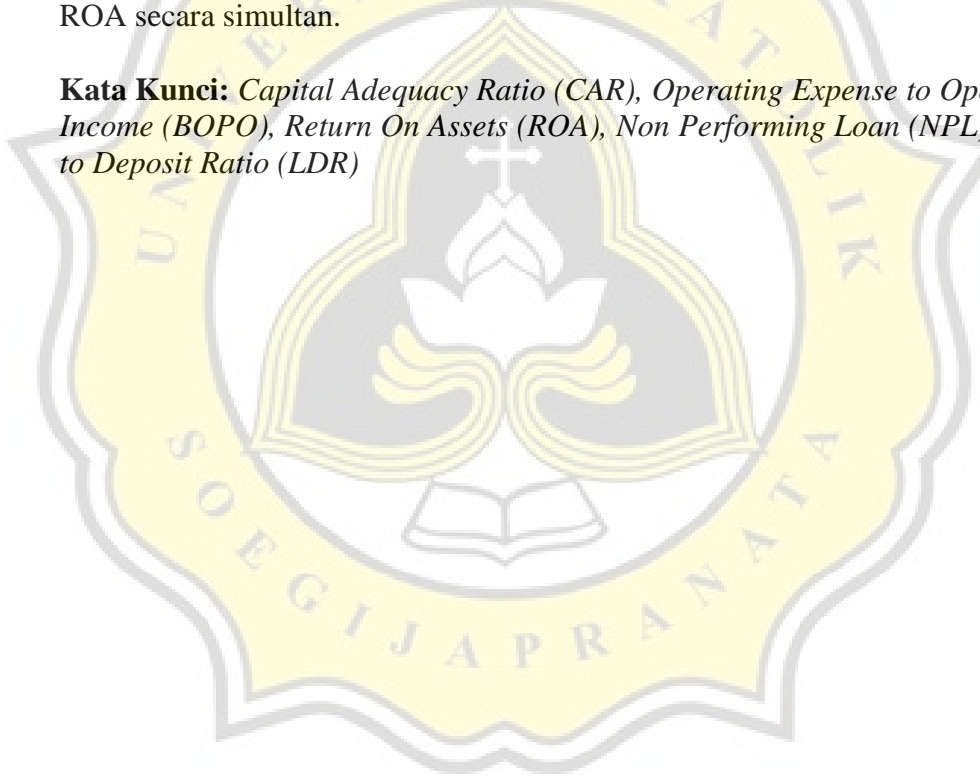 ROA secara simultan.
Kata Kunci: Capital Adequacy Ratio (CAR), Operating Expense to
Income (BOPO), Return On Assets (ROA), Non Performing Loan (NPL)
to Deposit Ratio (LDR)
SOEGIJAPRANATA